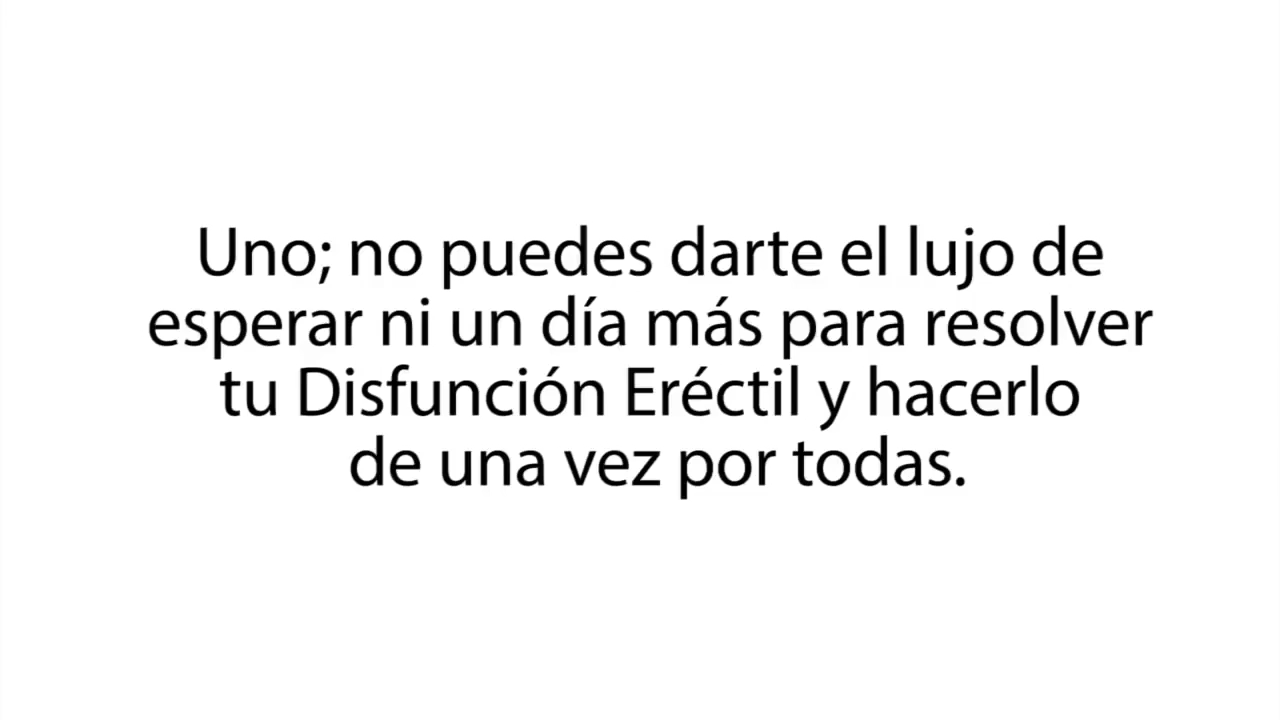 Uno; no puedes darte el lujo de
esperar ni un día más para resolver
tu Disfunción Eréctil y hacerlo
de una vez por todas.